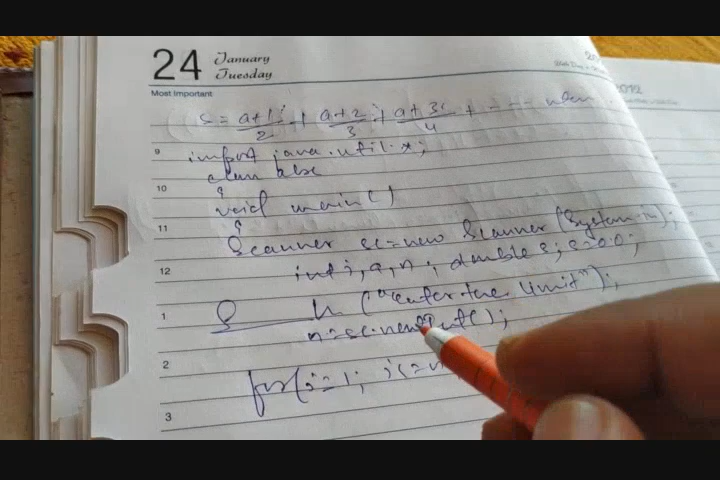 24 January
Tuesday
Most Important
s = a+1/2 + a+2/3 + a+3/4 + - - -
9 import java.util.*;
class abc
10 {
void main()
11 {
Scanner sc=new Scanner(System.in);
12 int i, a, n; double s; s=0.0;
1 ("enter the limit");
n=sc.nextInt();
2 for(i=1; i<=n
3